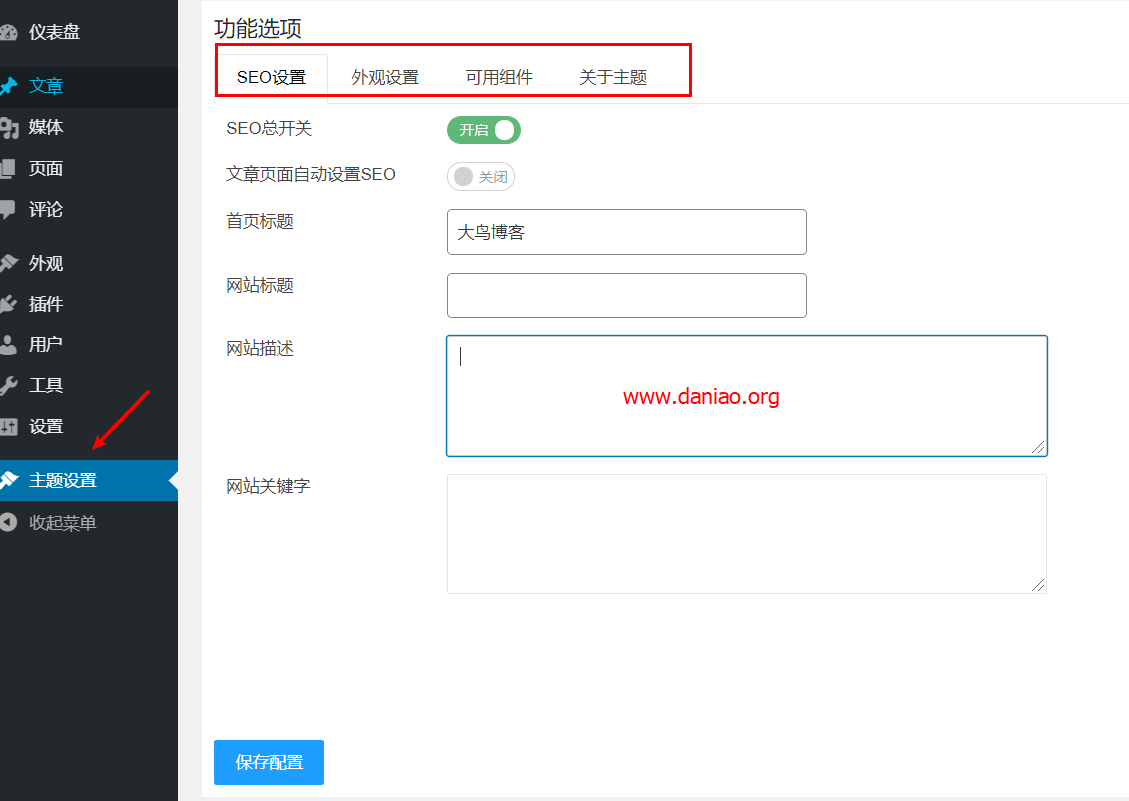 仪表盘
文章
媒体
页面
评论
外观
插件
用户
工具
设置
主题设置
收起菜单
功能选项
SEO设置 外观设置 可用组件 关于主题
SEO总开关 开启
文章页面自动设置SEO 关闭
首页标题 大鸟博客
网站标题
网站描述
www.daniao.org
网站关键字
保存配置